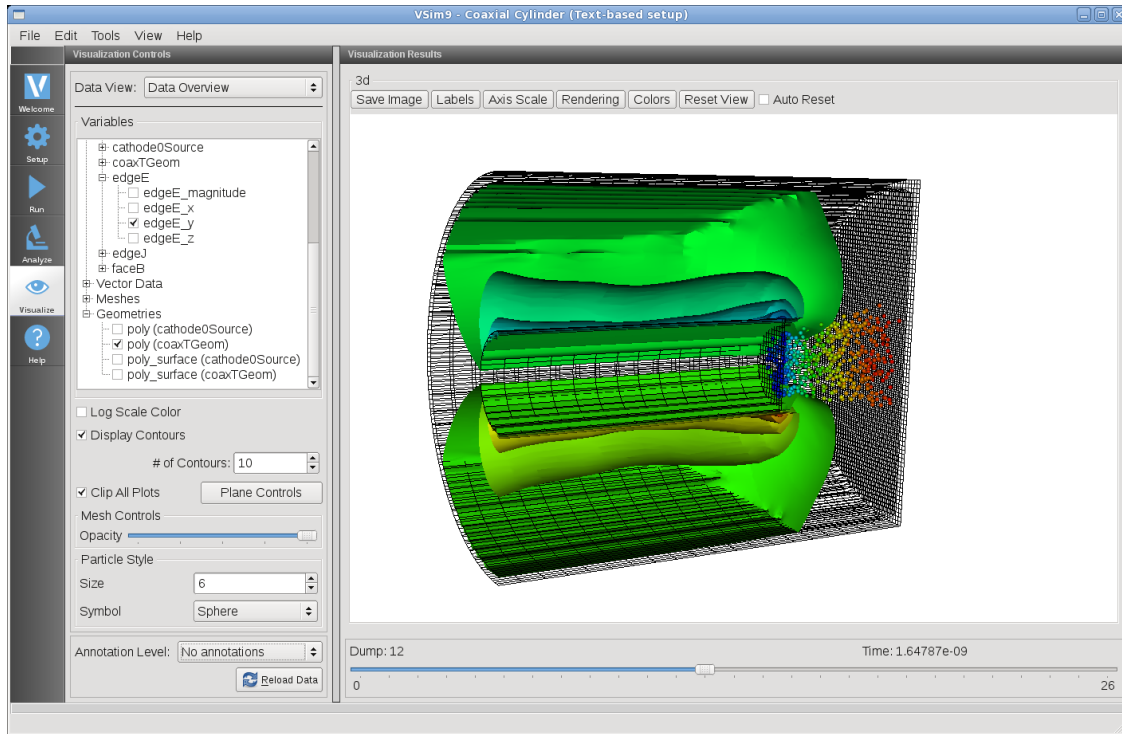 VSim9 - Coaxial Cylinder (Text-based setup)
File Edit Tools View Help
Visualization Controls
Visualization Results
Welcome
Setup
Run
Analyze
Visualize
Help
Data View: Data Overview
Variables
cathode0Source
coaxTGeom
edgeE
edgeE_magnitude
edgeE_x
edgeE_y
edgeE_z
edgeJ
faceB
Vector Data
Meshes
Geometries
poly (cathode0Source)
poly (coaxTGeom)
poly_surface (cathode0Source)
poly_surface (coaxTGeom)
Log Scale Color
Display Contours
# of Contours: 10
Clip All Plots Plane Controls
Mesh Controls
Opacity
Particle Style
Size 6
Symbol Sphere
Annotation Level: No annotations
Reload Data
3d
Save Image Labels Axis Scale Rendering Colors Reset View Auto Reset
Dump: 12 Time: 1.64787e-09
0 26